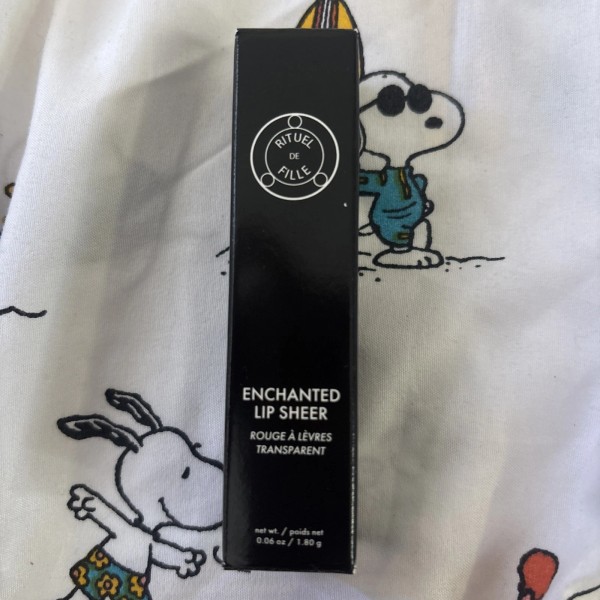 RITUEL
DE
FILLE
ENCHANTED
LIP SHEER
ROUGE À LÈVRES
TRANSPARENT
net wt. / poids net
0.06 oz / 1.80 g